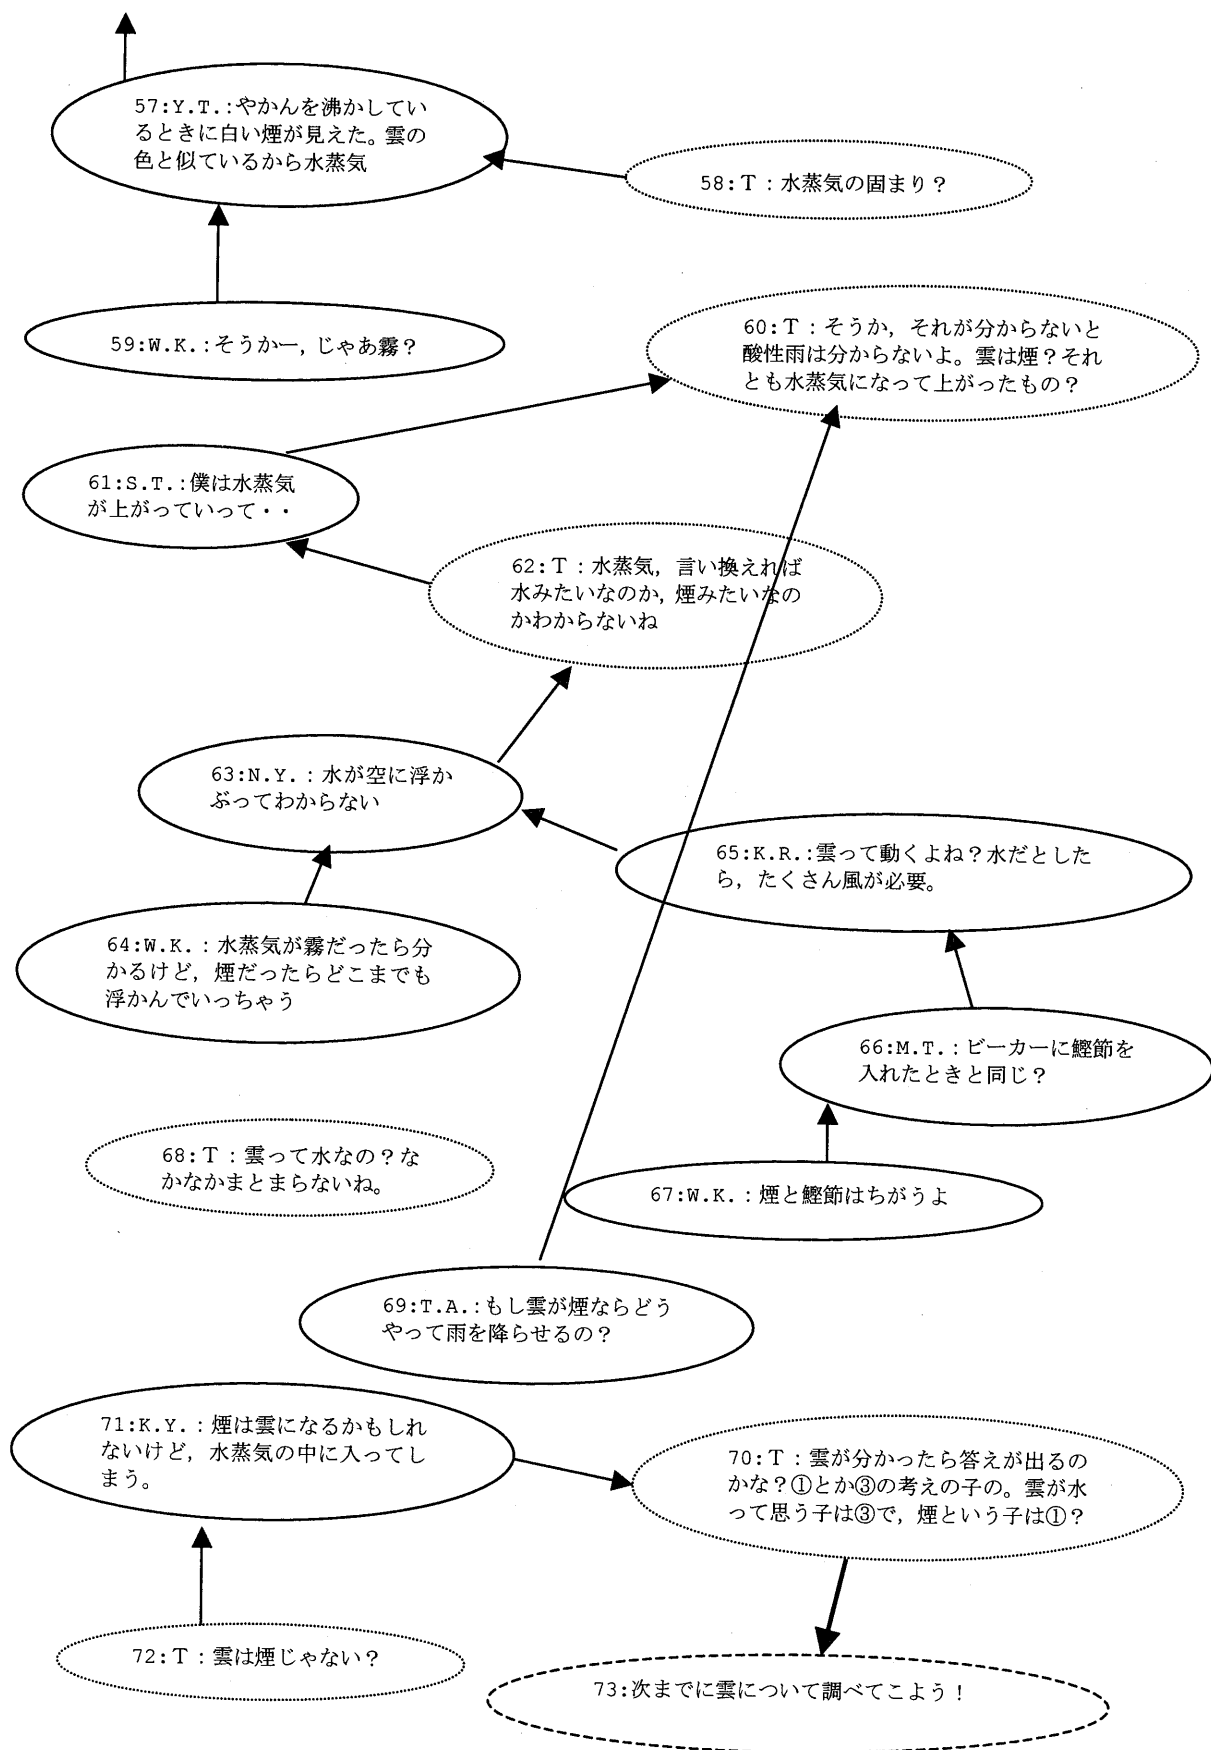 57:Y.T.:やかんを沸かしてい
るときに白い煙が見えた。雲の
色と似ているから水蒸気
58:T:水蒸気の固まり?
59:W.K.:そうかー,じゃあ霧?
60:T:そうか,それが分からないと
酸性雨は分からないよ。雲は煙?それ
とも水蒸気になって上がったもの?
61:S.T.:僕は水蒸気
が上がっていって・・
62:T:水蒸気,言い換えれば
水みたいなのか,煙みたいなの
かわからないね
63:N.Y.:水が空に浮か
ぶってわからない
64:W.K.:水蒸気が霧だったら分
かるけど,煙だったらどこまでも
浮かんでいっちゃう
65:K.R.:雲って動くよね?水だとした
ら,たくさん風が必要。
66:M.T.:ビーカーに鰹節を
入れたときと同じ?
67:W.K.:煙と鰹節はちがうよ
68:T:雲って水なの?な
かなかまとまらないね。
69:T.A.:もし雲が煙ならどう
やって雨を降らせるの?
71:K.Y.:煙は雲になるかもしれ
ないけど,水蒸気の中に入ってし
まう。
70:T:雲が分かったら答えが出るの
かな?①とか③の考えの子の。雲が水
って思う子は③で,煙という子は①?
72:T:雲は煙じゃない?
73:次までに雲について調べてこよう!